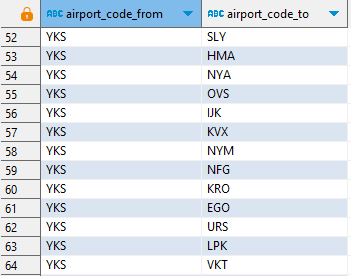 ABC airport_code_from ABC airport_code_to
52 YKS SLY
53 YKS HMA
54 YKS NYA
55 YKS OVS
56 YKS IJK
57 YKS KVX
58 YKS NYM
59 YKS NFG
60 YKS KRO
61 YKS EGO
62 YKS URS
63 YKS LPK
64 YKS VKT